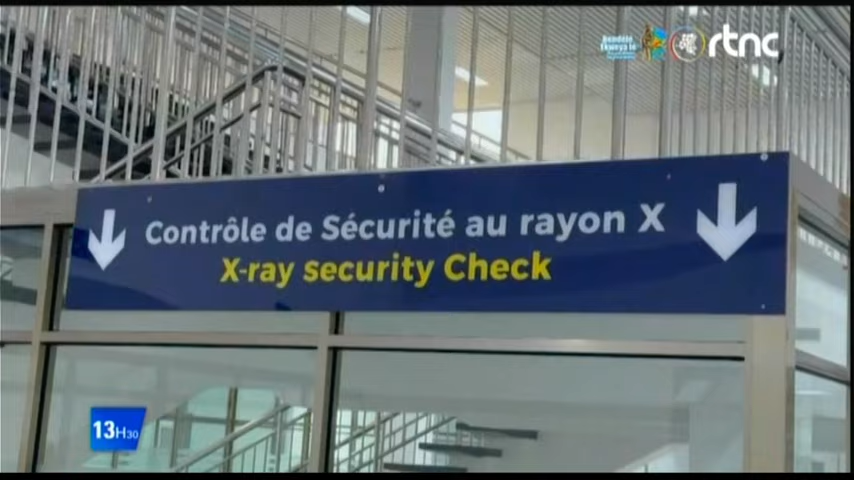 rtnc
Contrôle de Sécurité au rayon X
X-ray security Check
13H30